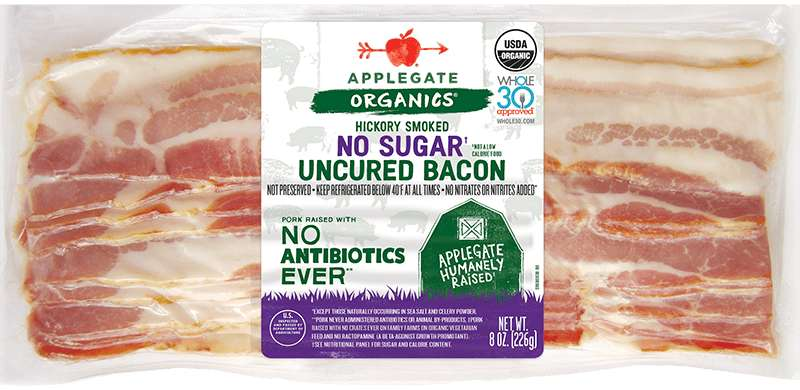 APPLEGATE
ORGANICS®
USDA
ORGANIC
WHOLE
30
approved
WHOLE30.COM
HICKORY SMOKED
NO SUGAR†
*NOT A LOW
CALORIE FOOD
UNCURED BACON
NOT PRESERVED • KEEP REFRIGERATED BELOW 40°F AT ALL TIMES • NO NITRATES OR NITRITES ADDED*
PORK RAISED WITH
NO
ANTIBIOTICS
EVER**
APPLEGATE
HUMANELY
RAISED
U.S.
INSPECTED
AND PASSED BY
DEPARTMENT OF
AGRICULTURE
*EXCEPT THOSE NATURALLY OCCURRING IN SEA SALT AND CELERY POWDER.
**PORK NEVER ADMINISTERED ANTIBIOTICS OR ANIMAL BY-PRODUCTS. †PORK
RAISED WITH NO CRATES EVER ON FAMILY FARMS ON ORGANIC VEGETARIAN
FEED AND NO RACTOPAMINE (A BETA-AGONIST GROWTH PROMOTANT).
†SEE NUTRITIONAL PANEL FOR SUGAR AND CALORIE CONTENT.
NET WT.
8 OZ. (226g)